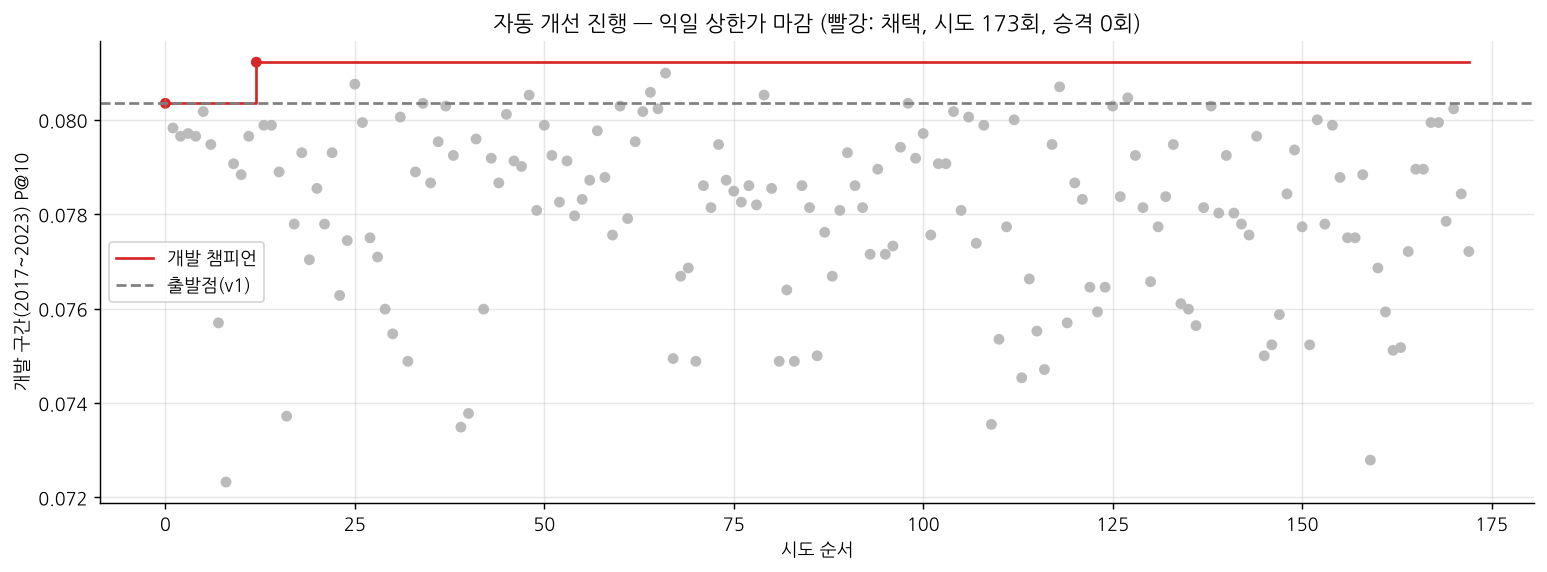 자동 개선 진행 — 익일 상한가 마감 (빨강: 채택, 시도 173회, 승격 0회)
개발 구간(2017~2023) P@10
0.080
0.078
0.076
0.074
0.072
개발 챔피언
출발점(v1)
0 25 50 75 100 125 150 175
시도 순서